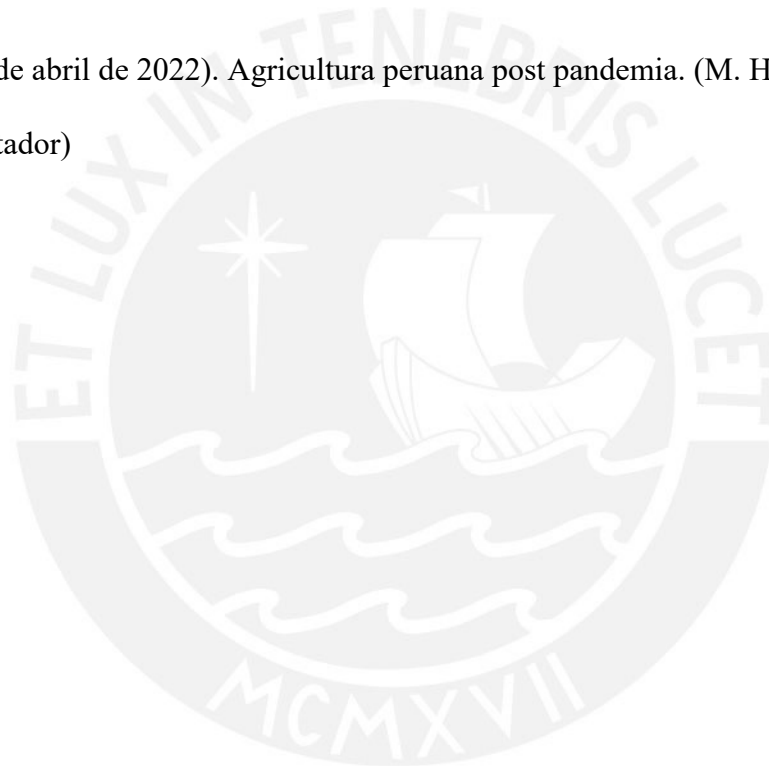 de abril de 2022). Agricultura peruana post pandemia. (M. H
tador)
ET LUX IN TENEBRIS LUCET
MCMXVII